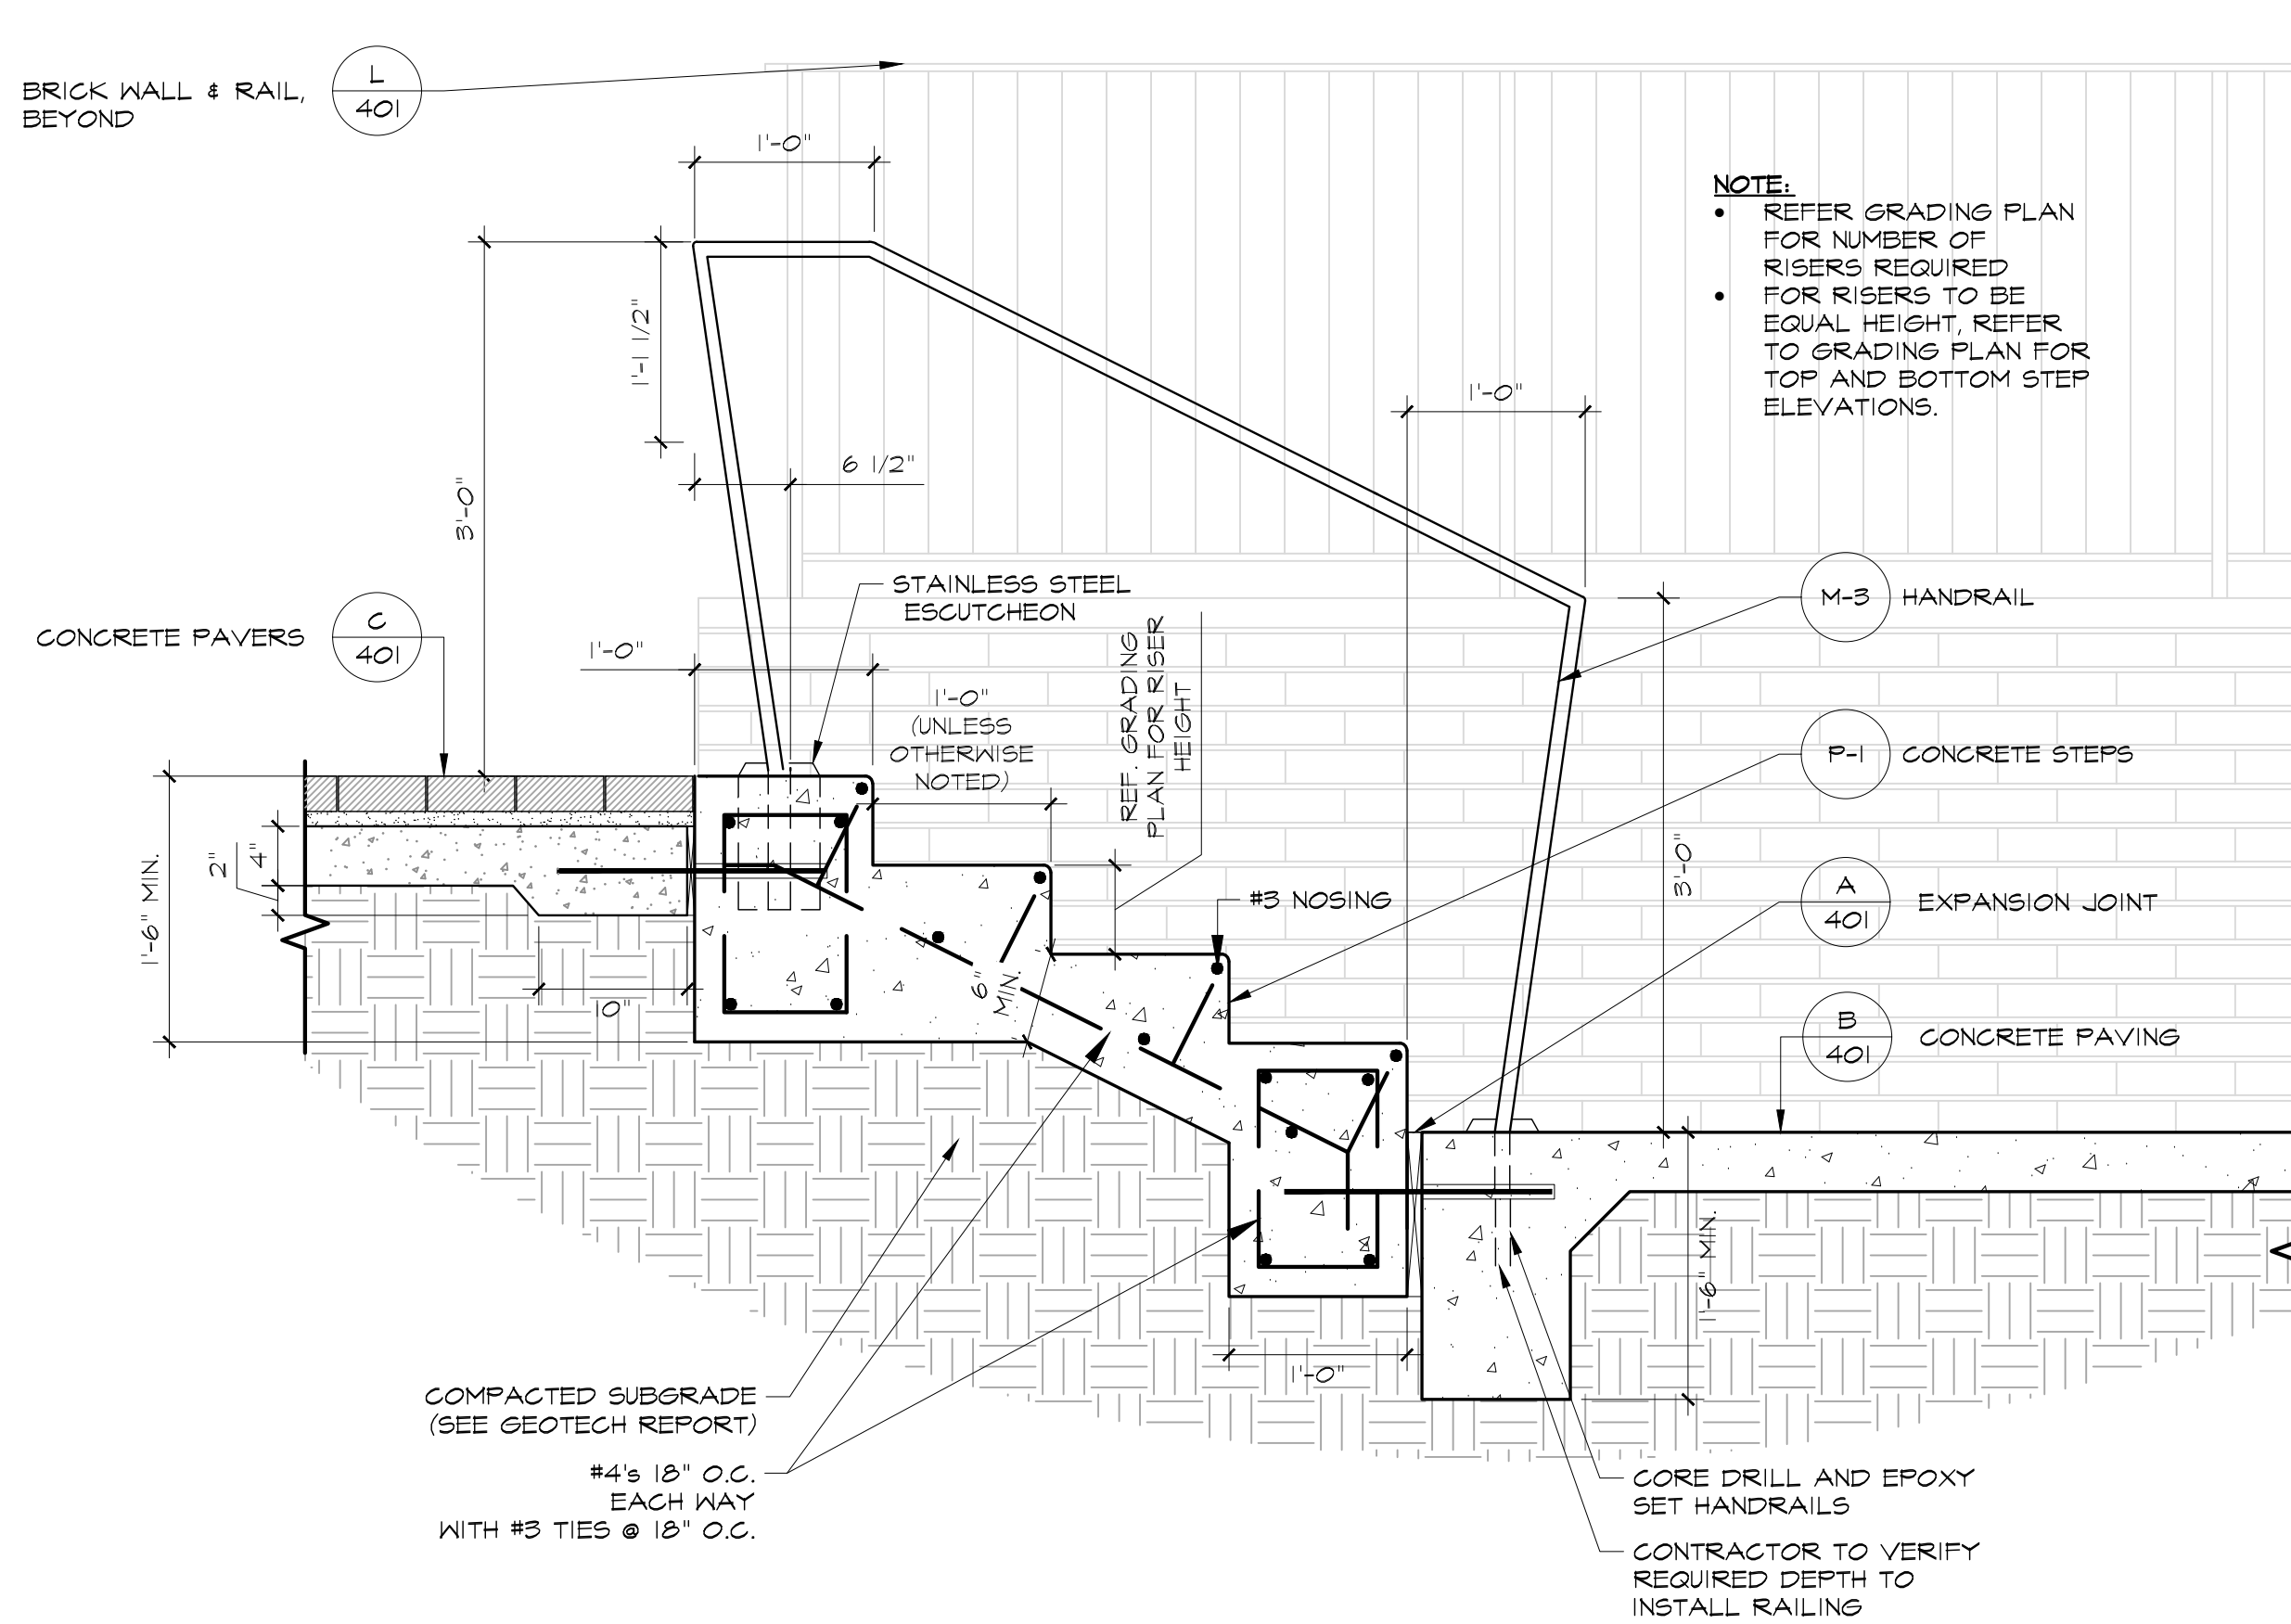 BRICK WALL & RAIL,
BEYOND
L
401
1'-0"
NOTE:
• REFER GRADING PLAN
FOR NUMBER OF
RISERS REQUIRED
• FOR RISERS TO BE
EQUAL HEIGHT, REFER
TO GRADING PLAN FOR
TOP AND BOTTOM STEP
ELEVATIONS.
1'-1 1/2"
1'-0"
6 1/2"
3'-0"
STAINLESS STEEL
ESCUTCHEON
M-3
HANDRAIL
CONCRETE PAVERS
C
401
1'-0"
1'-0"
(UNLESS
OTHERWISE
NOTED)
REF. GRADING
PLAN FOR RISER
HEIGHT
P-1
CONCRETE STEPS
1'-6" MIN.
2"
4"
3'-0"
#3 NOSING
A
401
EXPANSION JOINT
10"
6"
MIN.
B
401
CONCRETE PAVING
1'-6" MIN.
1'-0"
COMPACTED SUBGRADE
(SEE GEOTECH REPORT)
#4's 18" O.C.
EACH WAY
WITH #3 TIES @ 18" O.C.
CORE DRILL AND EPOXY
SET HANDRAILS
CONTRACTOR TO VERIFY
REQUIRED DEPTH TO
INSTALL RAILING